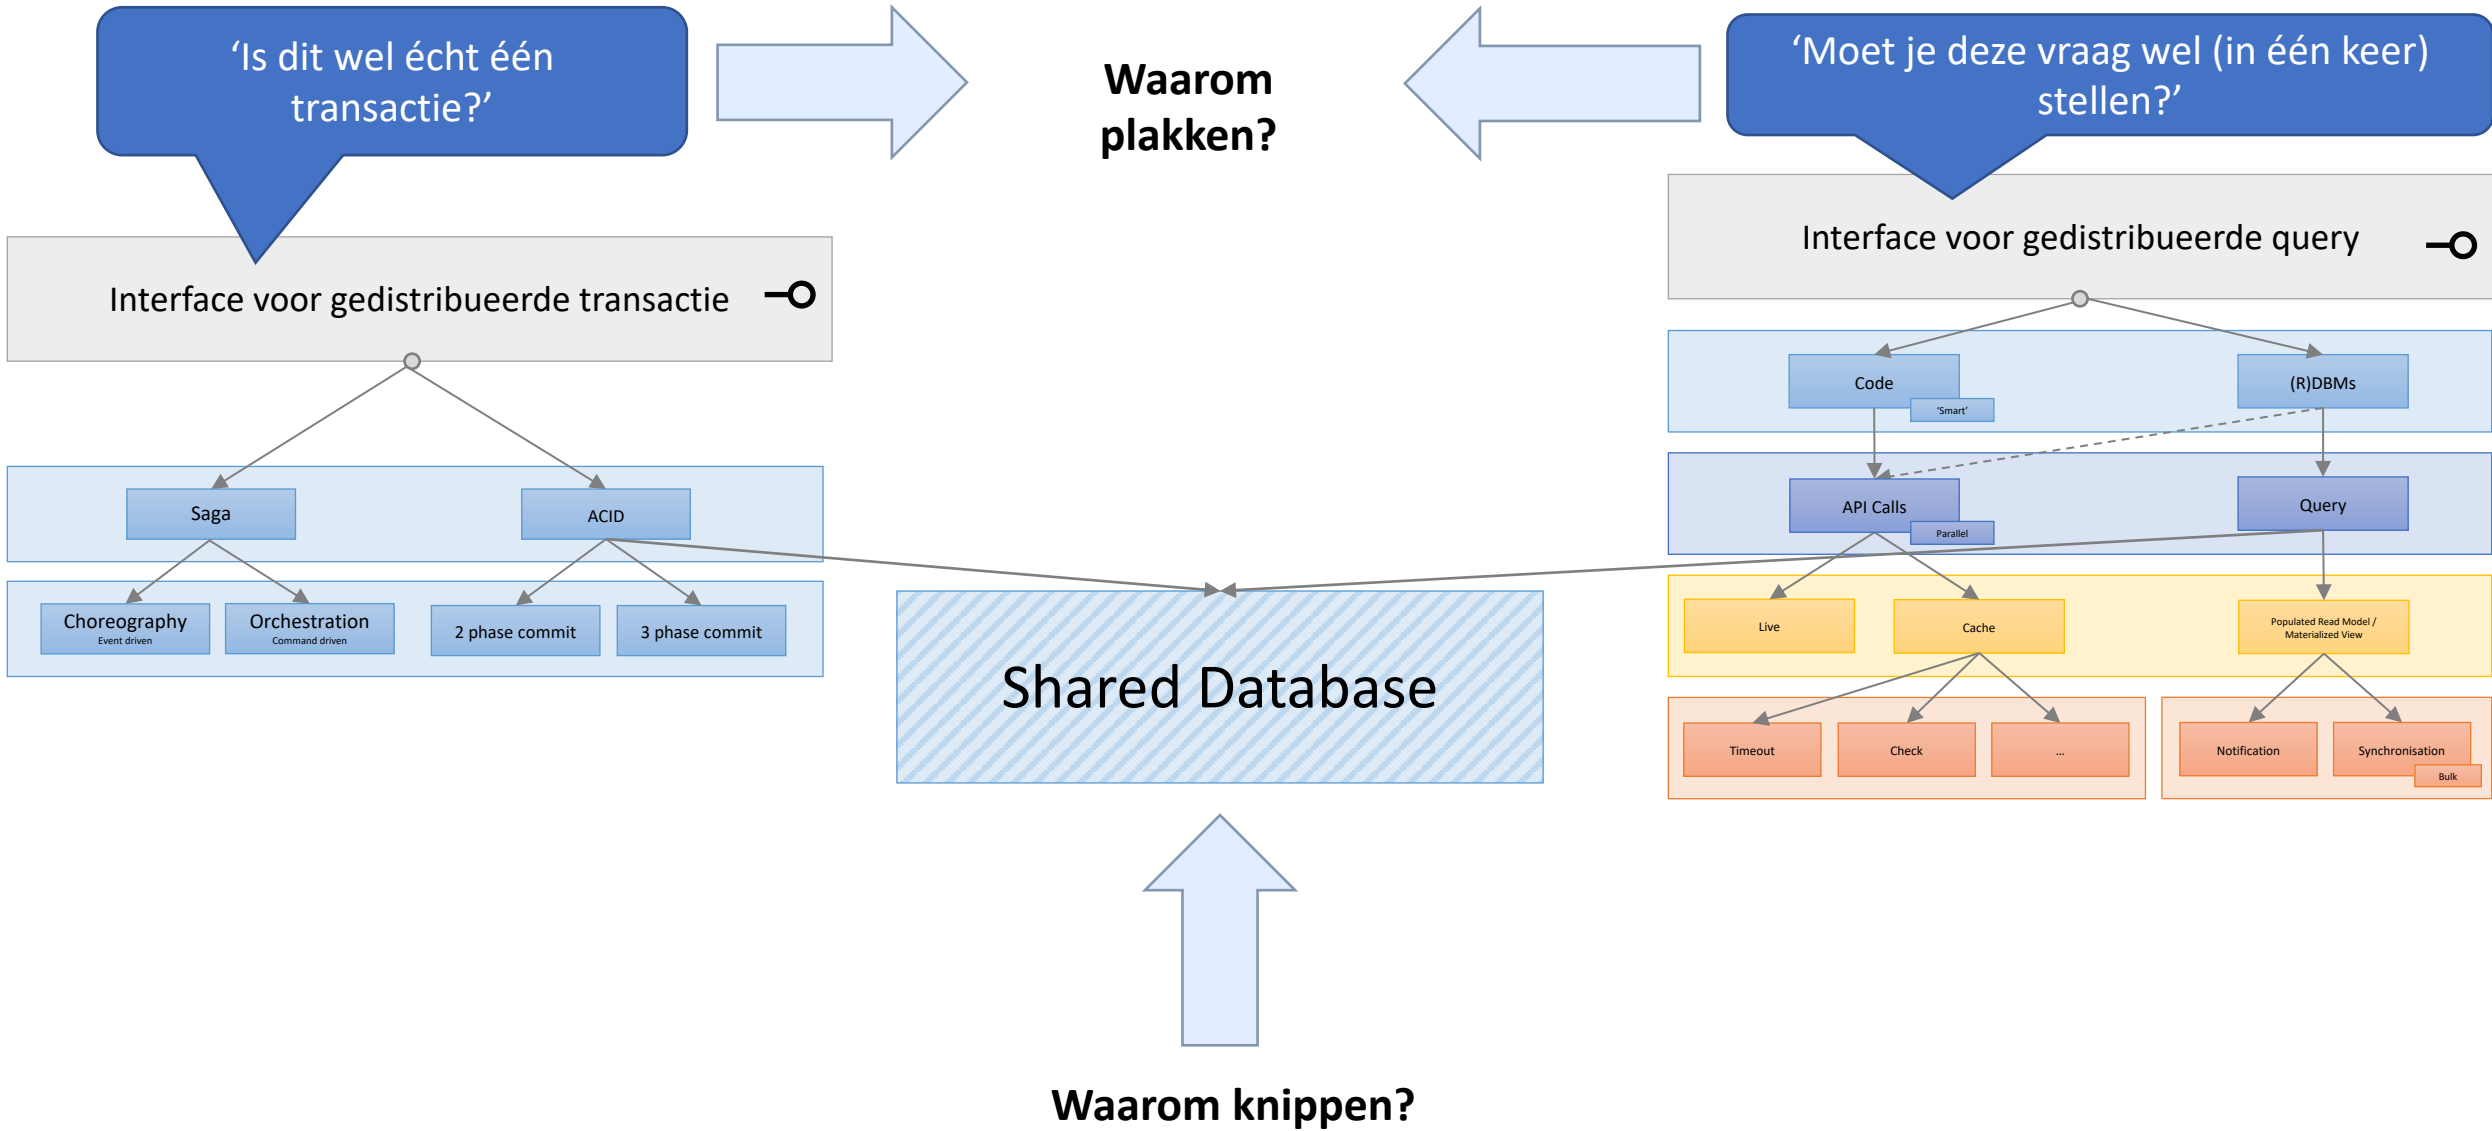 ‘Is dit wel écht één
transactie?’
Waarom
plakken?
‘Moet je deze vraag wel (in één keer)
stellen?’
Interface voor gedistribueerde transactie
Interface voor gedistribueerde query
Code
‘Smart’
(R)DBMs
Saga
ACID
API Calls
Parallel
Query
Choreography
Event driven
Orchestration
Command driven
2 phase commit
3 phase commit
Shared Database
Live
Cache
Populated Read Model /
Materialized View
Timeout
Check
...
Notification
Synchronisation
Bulk
Waarom knippen?